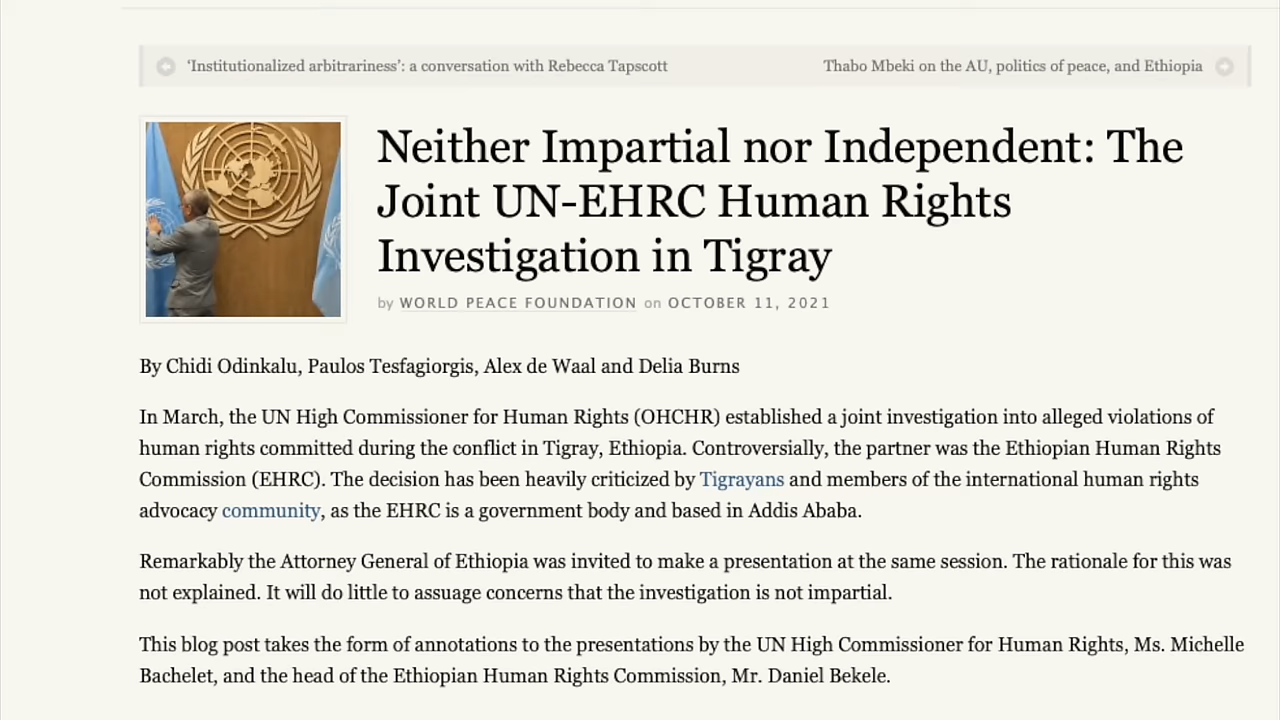 ‘Institutionalized arbitrariness’: a conversation with Rebecca Tapscott
Thabo Mbeki on the AU, politics of peace, and Ethiopia
Neither Impartial nor Independent: The
Joint UN-EHRC Human Rights
Investigation in Tigray
by WORLD PEACE FOUNDATION on OCTOBER 11, 2021
By Chidi Odinkalu, Paulos Tesfagiorgis, Alex de Waal and Delia Burns
In March, the UN High Commissioner for Human Rights (OHCHR) established a joint investigation into alleged violations of
human rights committed during the conflict in Tigray, Ethiopia. Controversially, the partner was the Ethiopian Human Rights
Commission (EHRC). The decision has been heavily criticized by Tigrayans and members of the international human rights
advocacy community, as the EHRC is a government body and based in Addis Ababa.
Remarkably the Attorney General of Ethiopia was invited to make a presentation at the same session. The rationale for this was
not explained. It will do little to assuage concerns that the investigation is not impartial.
This blog post takes the form of annotations to the presentations by the UN High Commissioner for Human Rights, Ms. Michelle
Bachelet, and the head of the Ethiopian Human Rights Commission, Mr. Daniel Bekele.